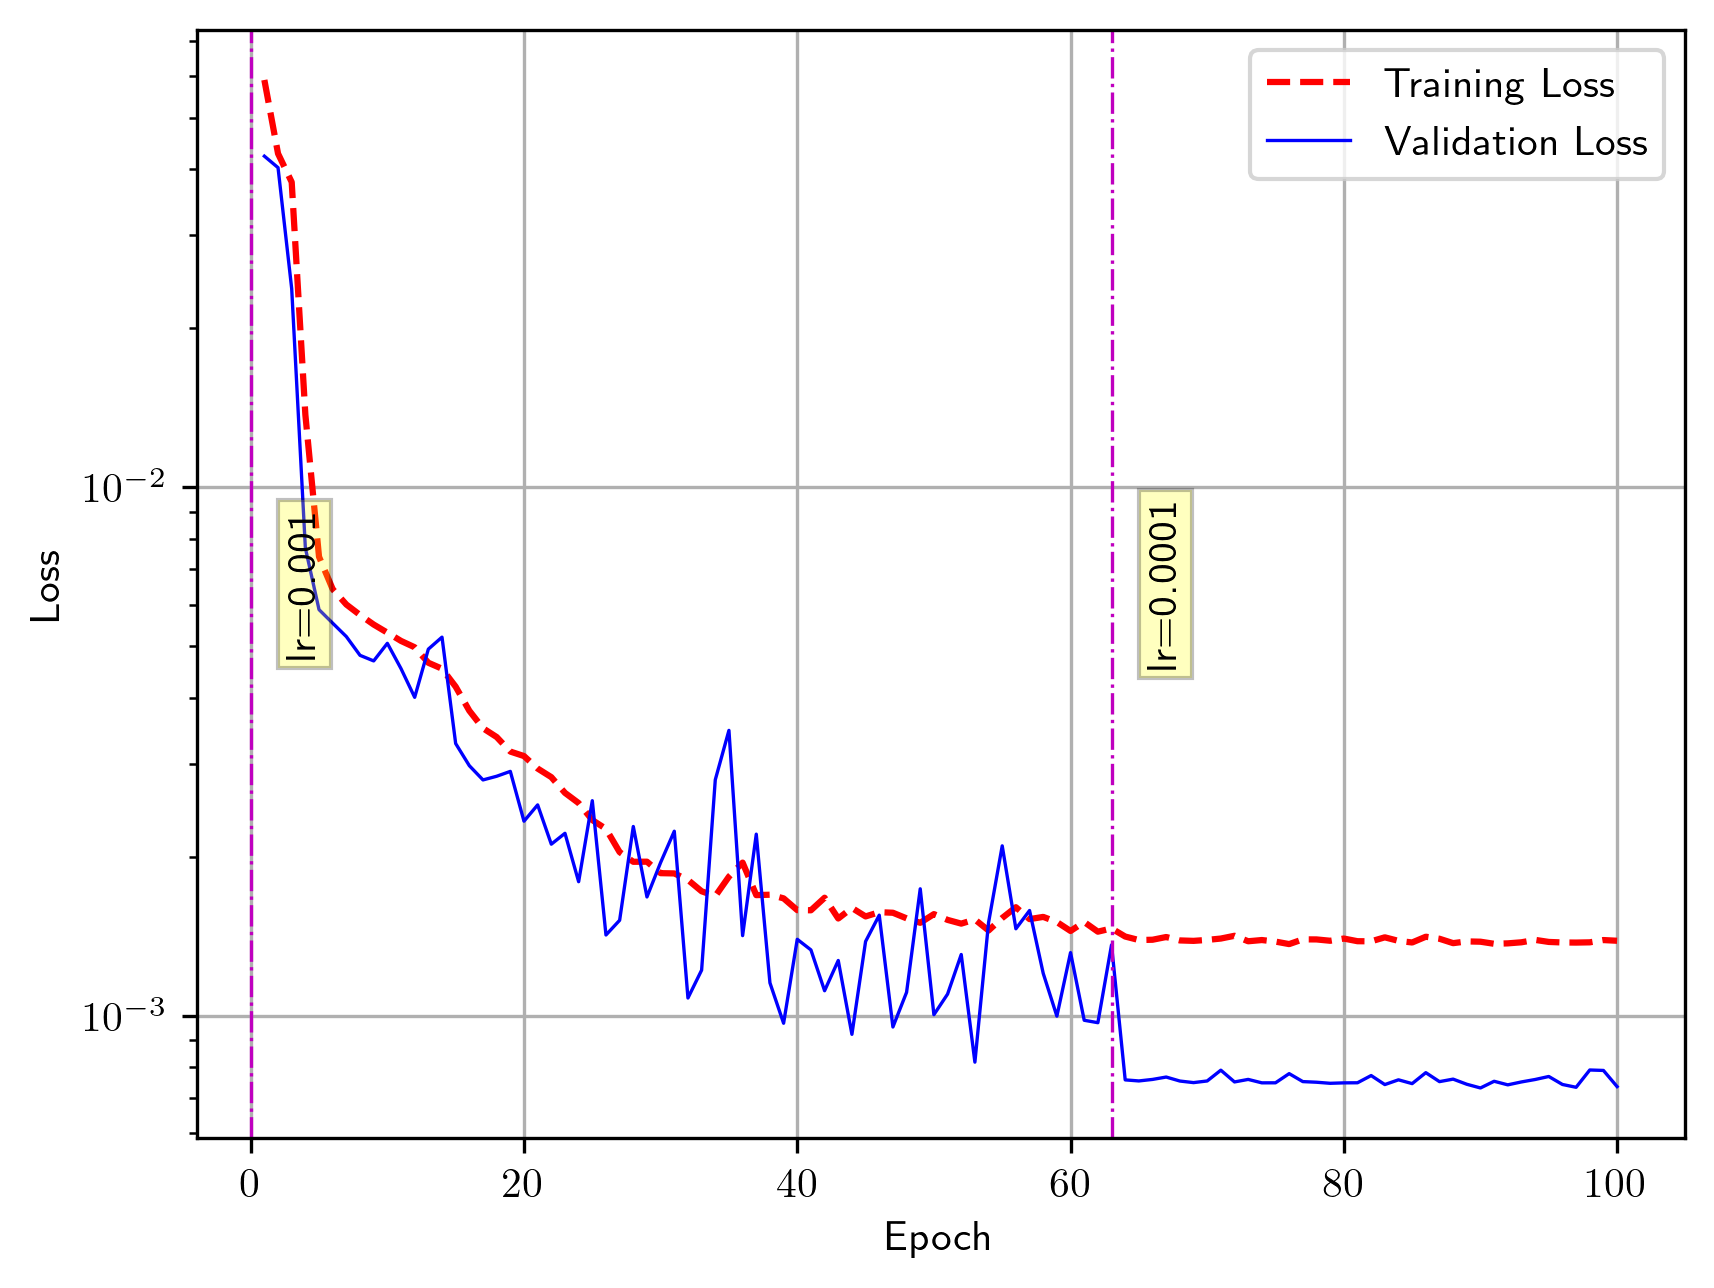 Training Loss
Validation Loss
10⁻²
10⁻³
Loss
lr=0.001
lr=0.0001
0 20 40 60 80 100
Epoch